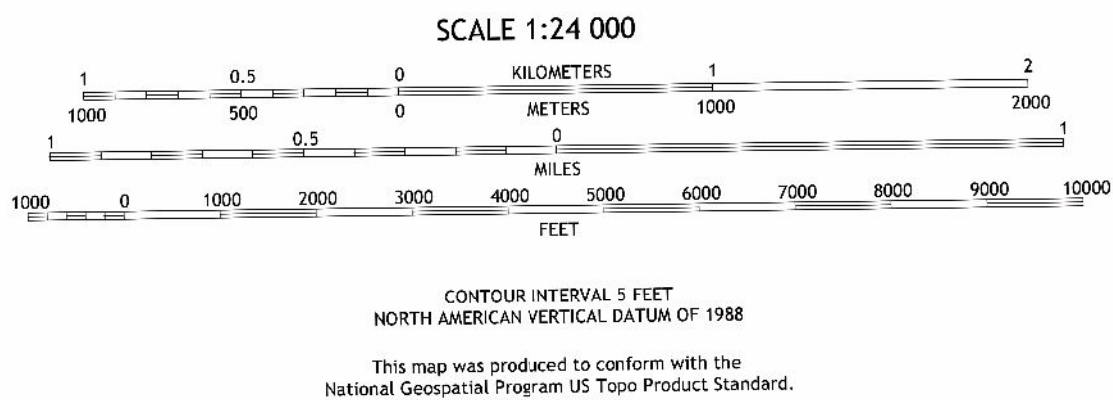 SCALE 1:24 000
1 0.5 0 KILOMETERS 1 2
1000 500 0 METERS 1000 2000
1 0.5 0 1
MILES
1000 0 1000 2000 3000 4000 5000 6000 7000 8000 9000 10000
FEET
CONTOUR INTERVAL 5 FEET
NORTH AMERICAN VERTICAL DATUM OF 1988
This map was produced to conform with the
National Geospatial Program US Topo Product Standard.